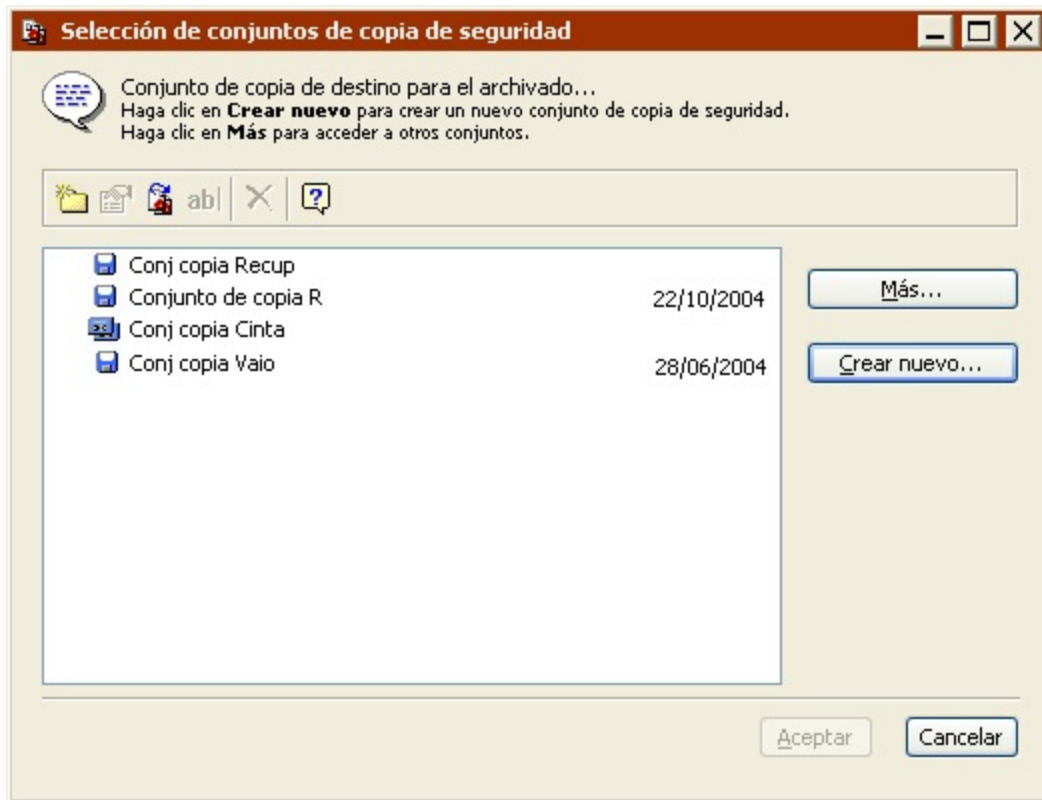 Selección de conjuntos de copia de seguridad
Conjunto de copia de destino para el archivado...
Haga clic en Crear nuevo para crear un nuevo conjunto de copia de seguridad.
Haga clic en Más para acceder a otros conjuntos.
ab|
Conj copia Recup
Conjunto de copia R 22/10/2004
Conj copia Cinta
Conj copia Vaio 28/06/2004
Más...
Crear nuevo...
Aceptar
Cancelar